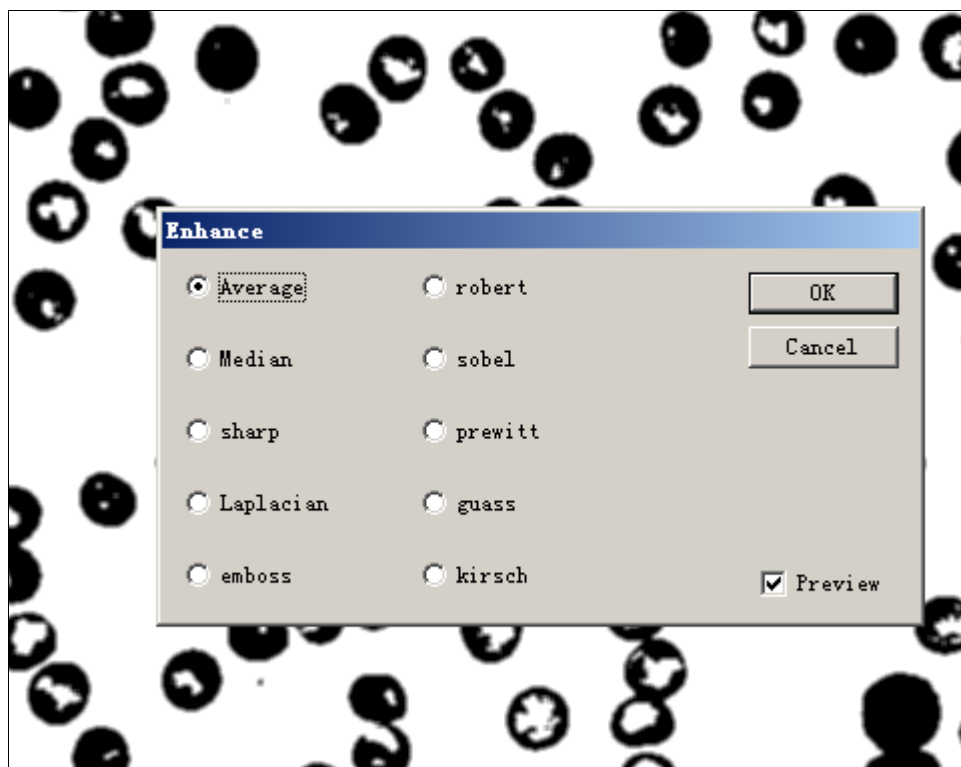 Enhance
Average
robert
OK
Median
sobel
Cancel
sharp
prewitt
Laplacian
guass
emboss
kirsch
Preview